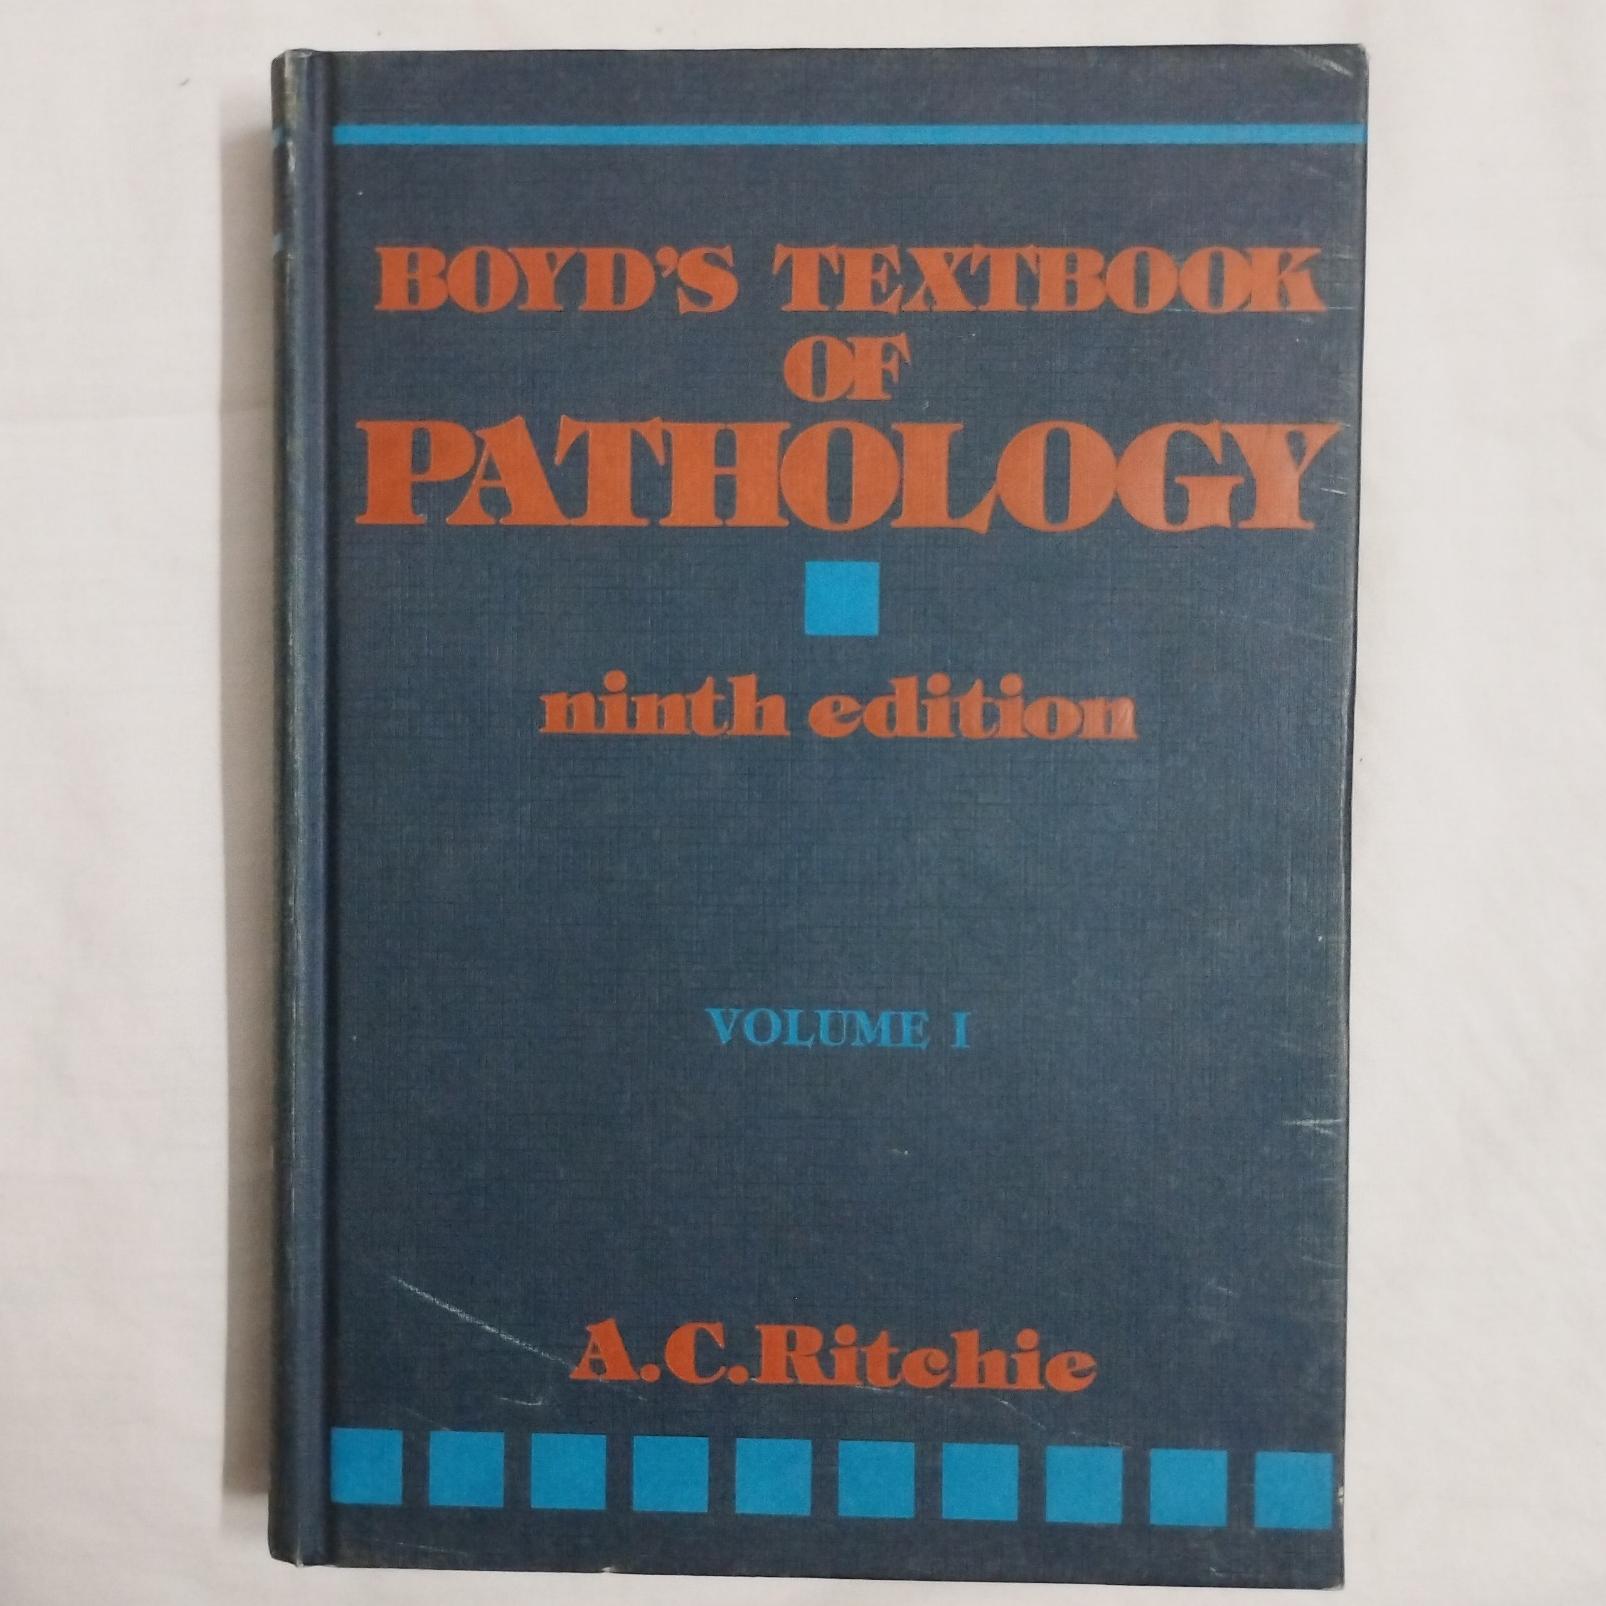 BOYD'S TEXTBOOK
OF
PATHOLOGY
ninth edition
VOLUME I
A.C.Ritchie